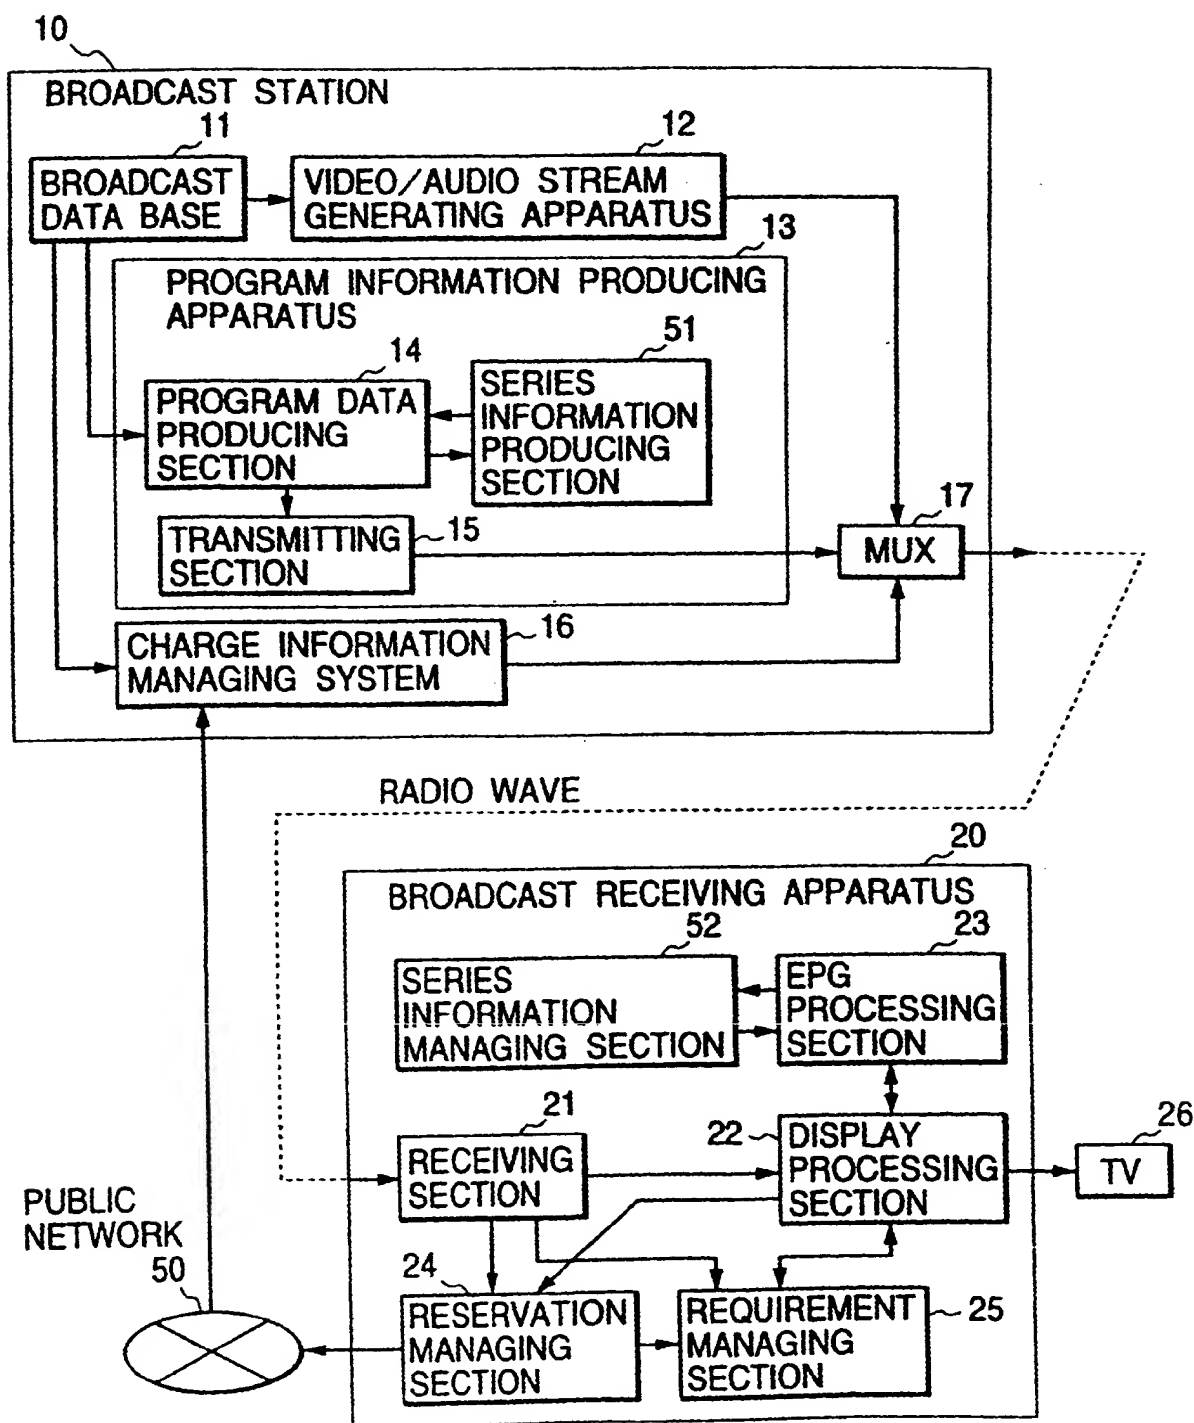 10
BROADCAST STATION
11
BROADCAST
DATA BASE
12
VIDEO/AUDIO STREAM
GENERATING APPARATUS
13
PROGRAM INFORMATION PRODUCING
APPARATUS
14
PROGRAM DATA
PRODUCING
SECTION
51
SERIES
INFORMATION
PRODUCING
SECTION
15
TRANSMITTING
SECTION
17
MUX
16
CHARGE INFORMATION
MANAGING SYSTEM
RADIO WAVE
20
BROADCAST RECEIVING APPARATUS
52
SERIES
INFORMATION
MANAGING SECTION
23
EPG
PROCESSING
SECTION
21
RECEIVING
SECTION
22
DISPLAY
PROCESSING
SECTION
26
TV
PUBLIC
NETWORK
50
24
RESERVATION
MANAGING
SECTION
REQUIREMENT
MANAGING
SECTION
25